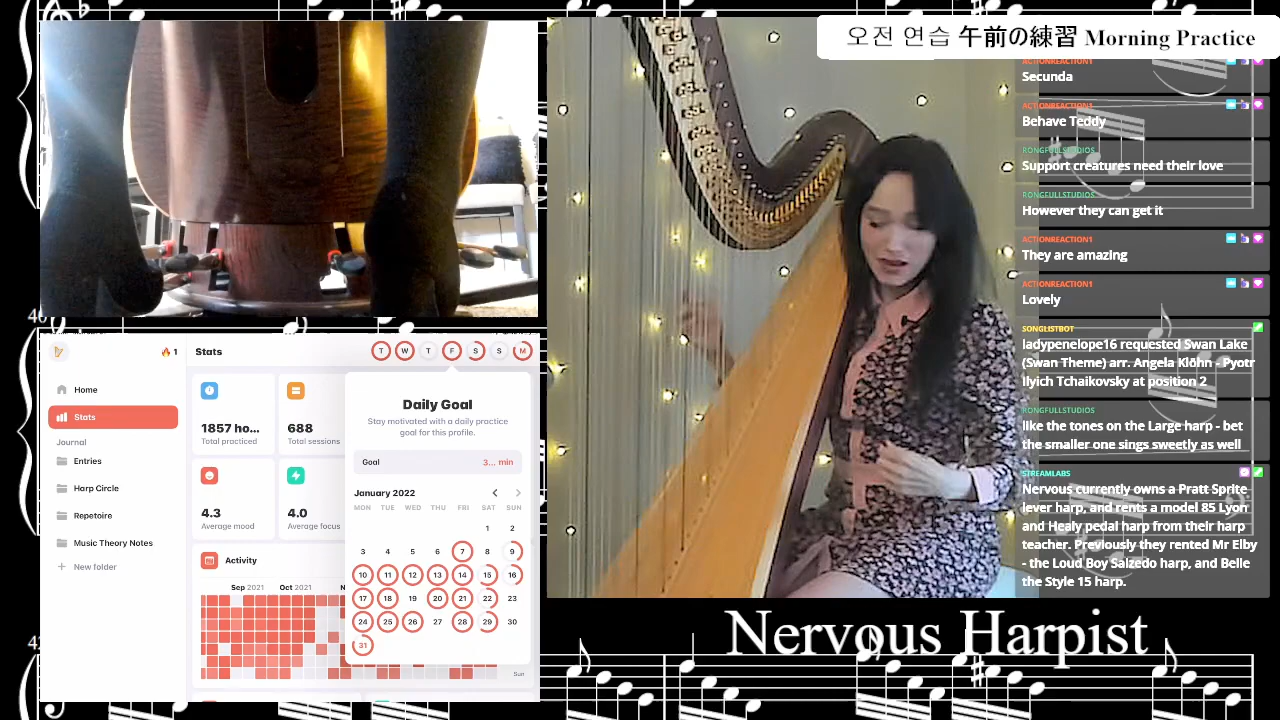 오전 연습 午前の練習 Morning Practice
ACTIONREACTION1
Secunda
ACTIONREACTION1
Behave Teddy
RONGFULLSTUDIOS
Support creatures need their love
RONGFULLSTUDIOS
However they can get it
ACTIONREACTION1
They are amazing
ACTIONREACTION1
Lovely
SONGLISTBOT
ladypenelope16 requested Swan Lake
(Swan Theme) arr. Angela Klöhn - Pyotr
Ilyich Tchaikovsky at position 2
RONGFULLSTUDIOS
like the tones on the Large harp - bet
the smaller one sings sweetly as well
STREAMLABS
Nervous currently owns a Pratt Sprite
lever harp, and rents a model 85 Lyon
and Healy pedal harp from their harp
teacher. Previously they rented Mr Elby
- the Loud Boy Salzedo harp, and Belle
the Style 15 harp.
1
Stats
T W T F S S M
Home
Stats
Journal
Entries
Harp Circle
Repetoire
Music Theory Notes
New folder
1857 ho...
Total practiced
688
Total sessions
4.3
Average mood
4.0
Average focus
Activity
Sep 2021 Oct 2021 N
Sun
Daily Goal
Stay motivated with a daily practice
goal for this profile.
Goal 3... min
January 2022
MON TUE WED THU FRI SAT SUN
1 2
3 4 5 6 7 8 9
10 11 12 13 14 15 16
17 18 19 20 21 22 23
24 25 26 27 28 29 30
31
Nervous Harpist